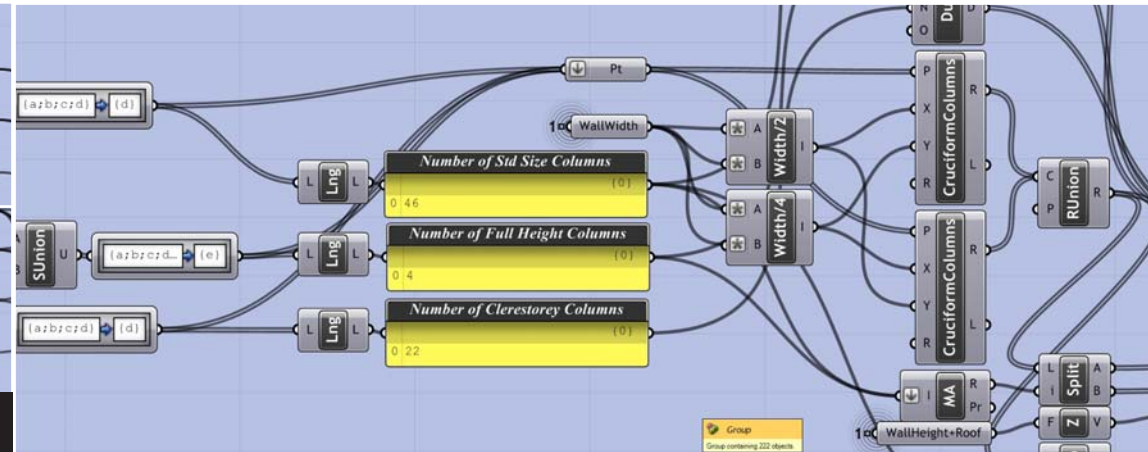 {a;b;c;d} {d}
Pt
1 WallWidth
L Lng L
Number of Std Size Columns
{0}
0 46
A
B
Width/2
I
P
X
Y
R
CruciformColumns
R
L
N
O
D
A
B
Width/4
I
C
P
RUnion
R
SUnion
U
{a;b;c;d... {e}
L Lng L
Number of Full Height Columns
{0}
0 4
P
X
Y
R
CruciformColumns
R
L
{a;b;c;d} {d}
L Lng L
Number of Clerestorey Columns
{0}
0 22
I
MA
R
Pr
L
i
Split
A
B
1 WallHeight+Roof
F
Z
V
Group
Group containing 222 objects